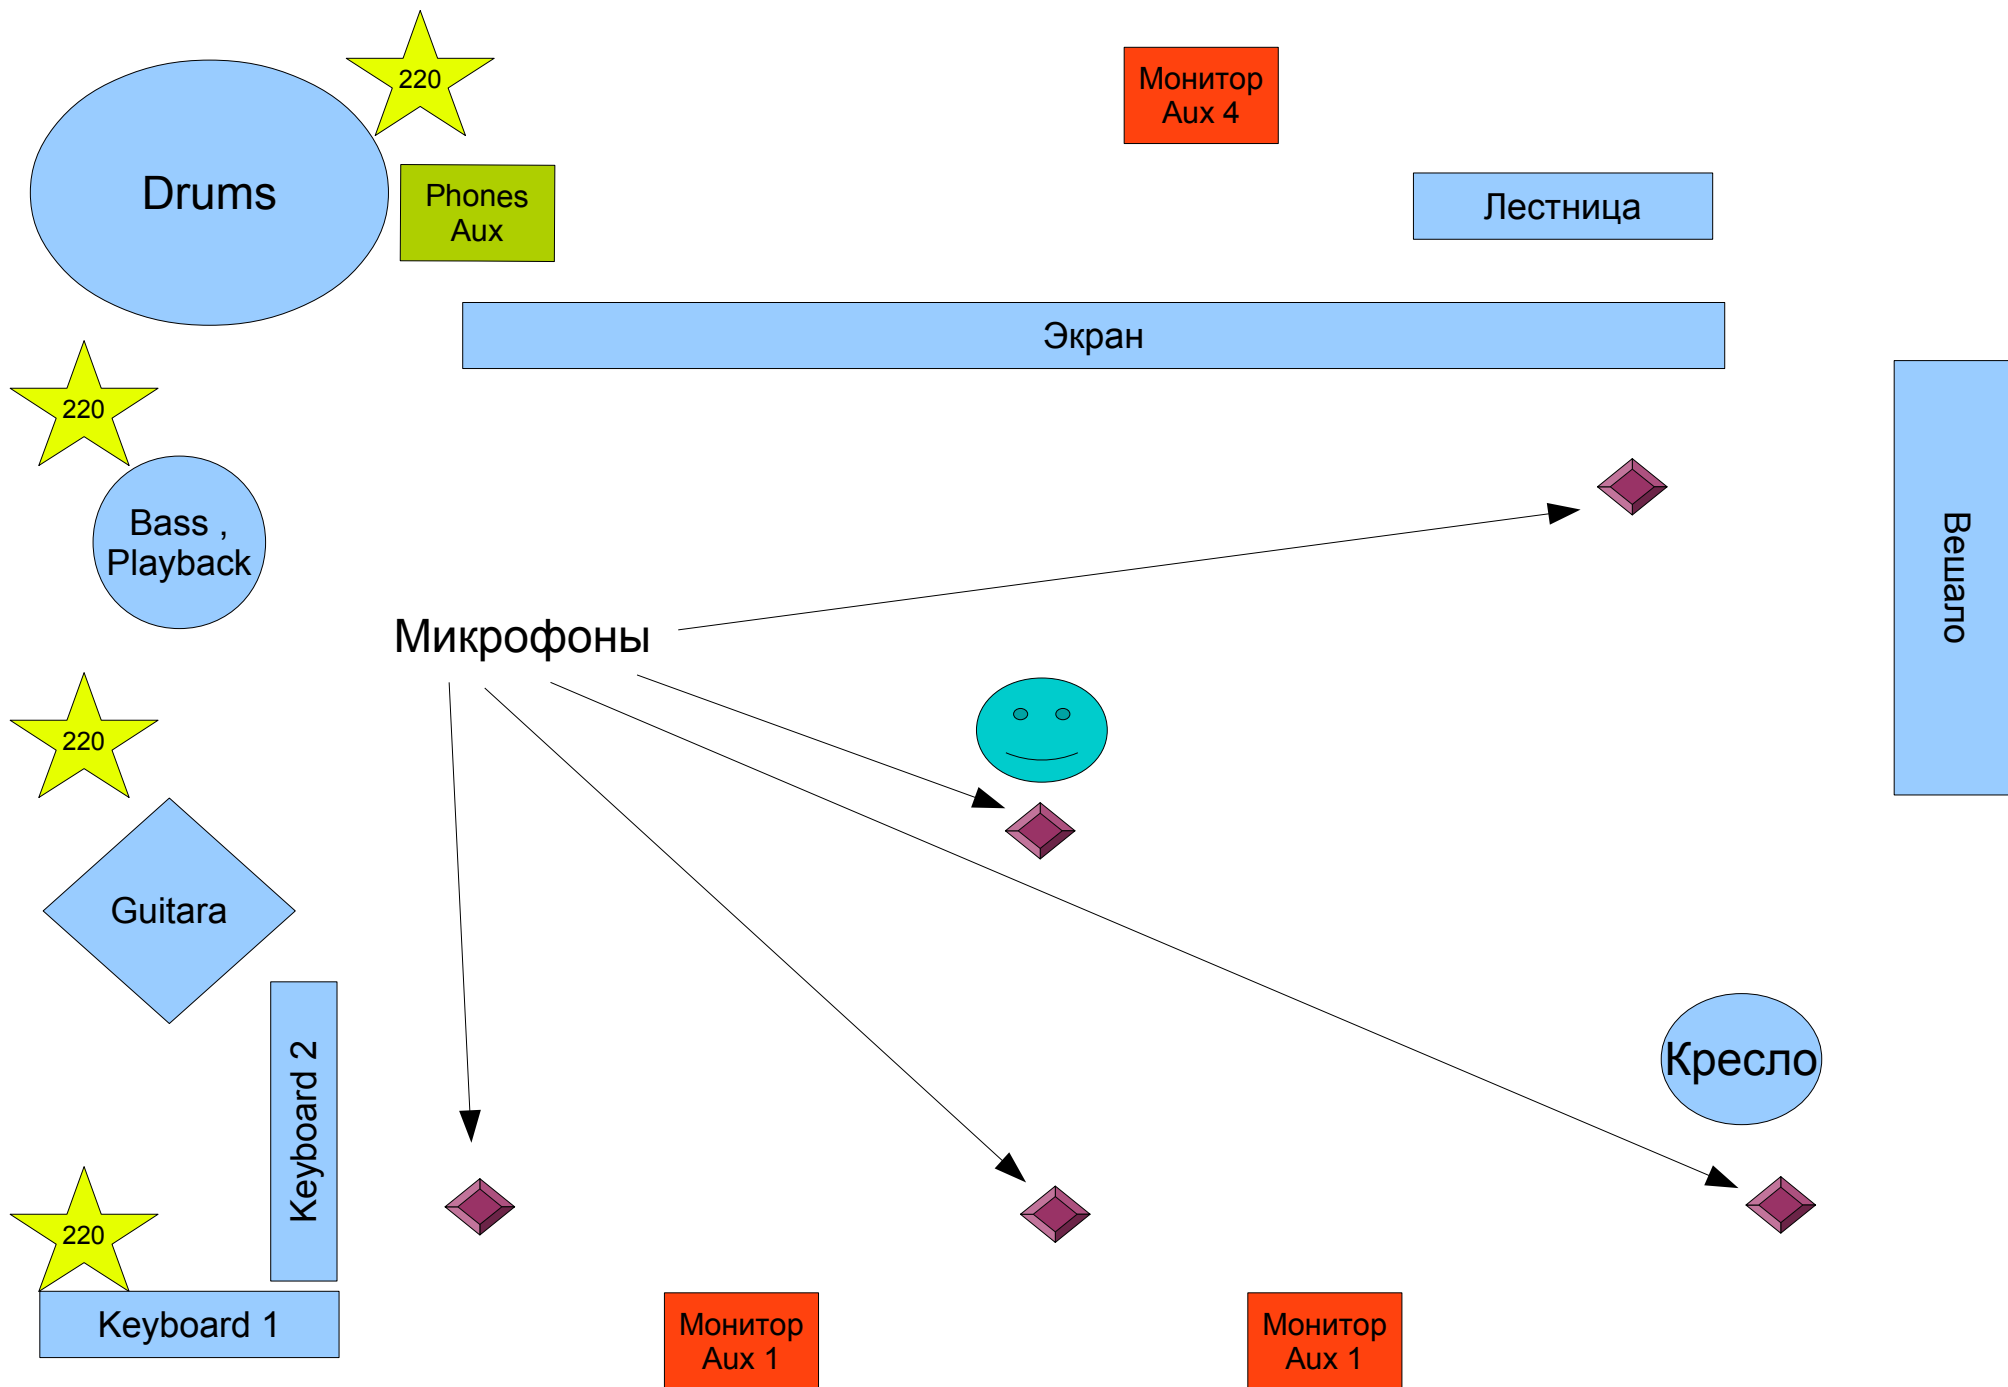 220
Монитор
Aux 4
Drums
Phones
Aux
Лестница
Экран
220
Bass ,
Playback
Вешало
Микрофоны
220
Guitara
Keyboard 2
Кресло
220
Keyboard 1
Монитор
Aux 1
Монитор
Aux 1